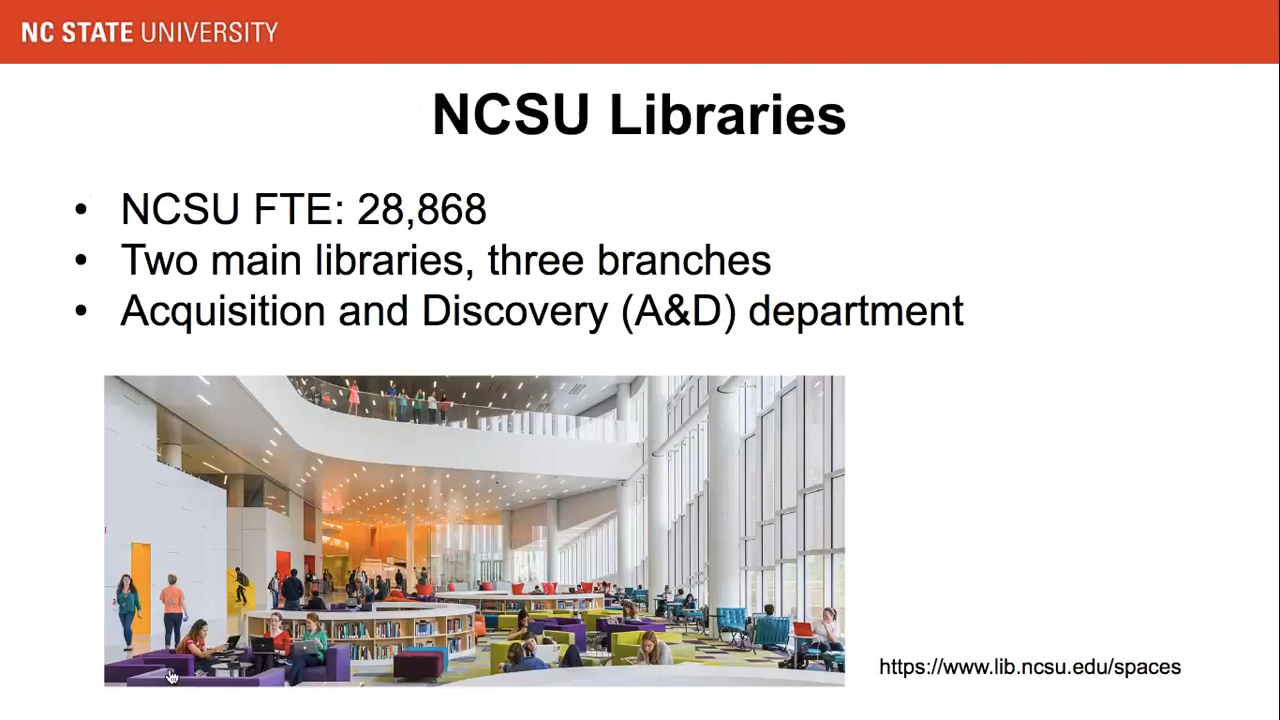 NC STATE UNIVERSITY
NCSU Libraries
• NCSU FTE: 28,868
• Two main libraries, three branches
• Acquisition and Discovery (A&D) department
https://www.lib.ncsu.edu/spaces